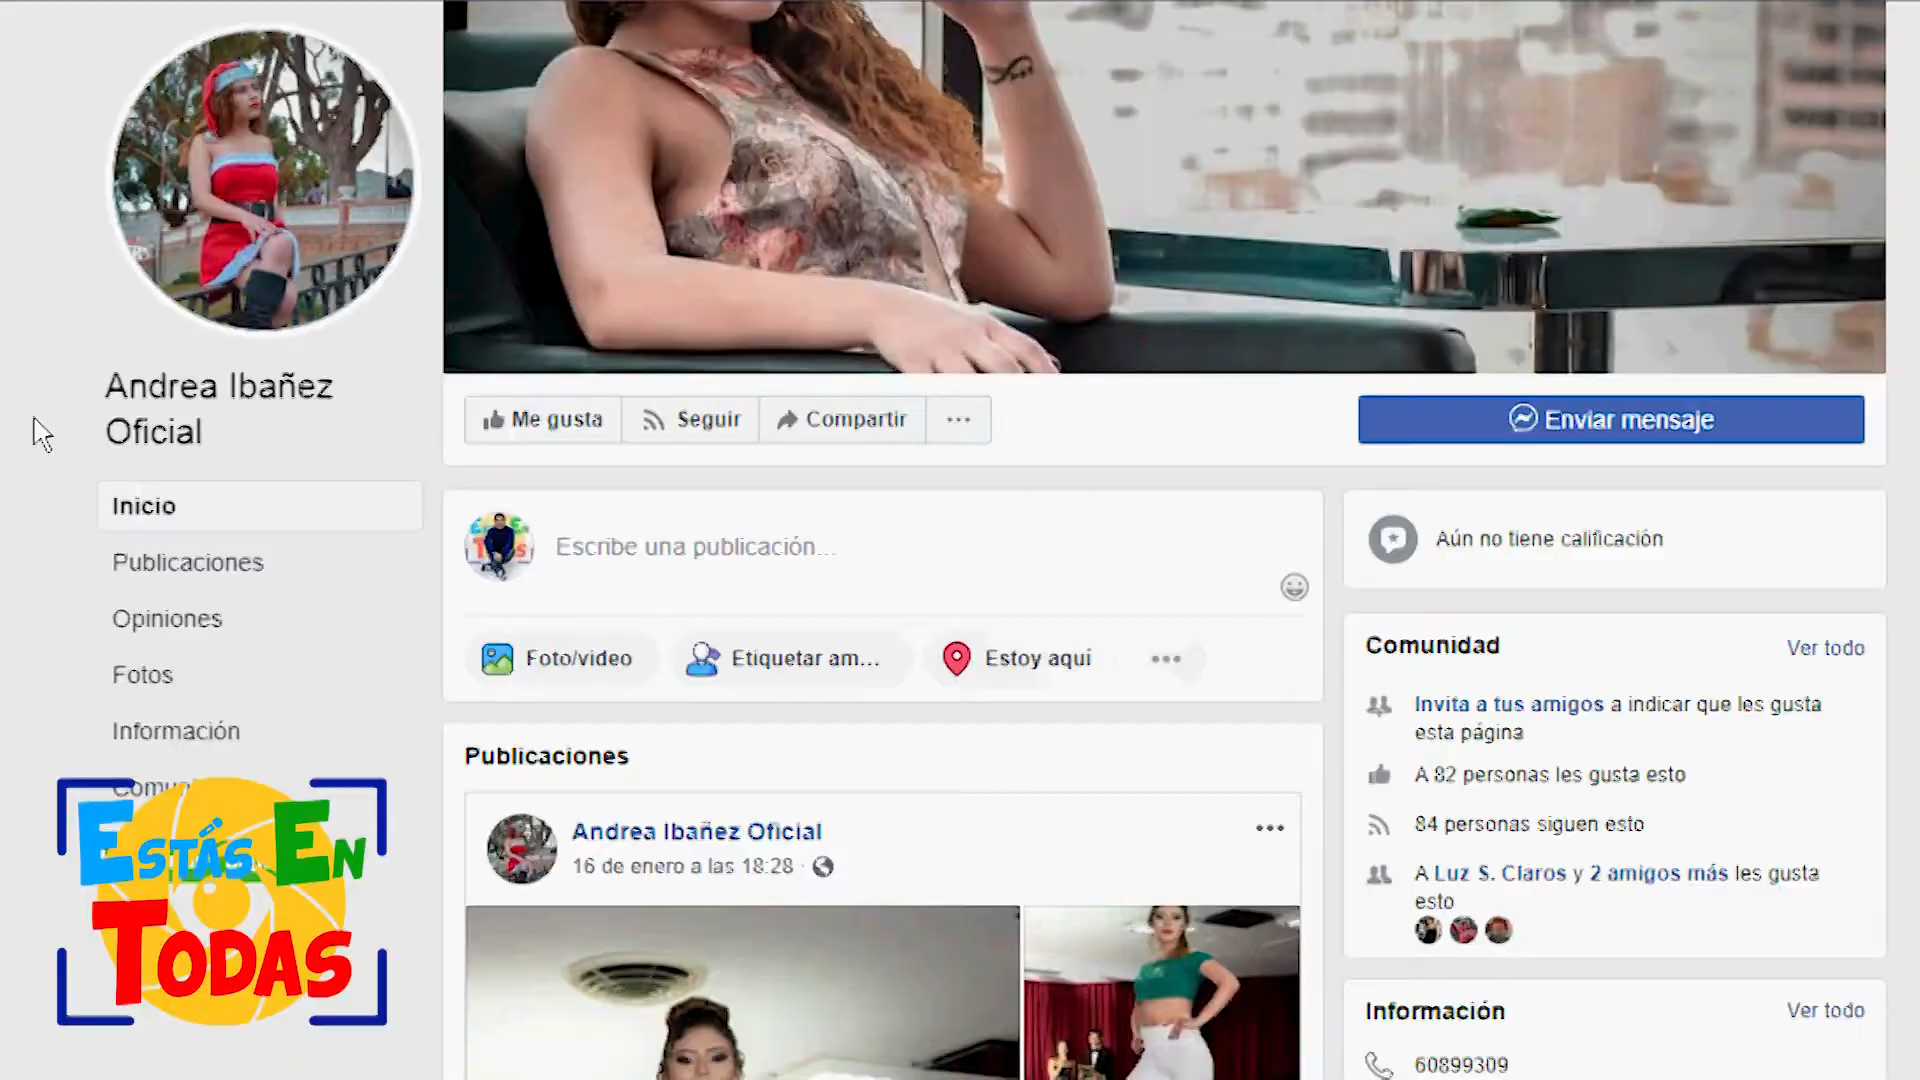 Andrea Ibañez
Oficial
Inicio
Publicaciones
Opiniones
Fotos
Información
ESTÁS EN
TODAS
Me gusta
Seguir
Compartir
Enviar mensaje
Escribe una publicación...
Foto/video
Etiquetar am...
Estoy aquí
Publicaciones
Andrea Ibañez Oficial
16 de enero a las 18:28 ·
Aún no tiene calificación
Comunidad
Ver todo
Invita a tus amigos a indicar que les gusta
esta página
A 82 personas les gusta esto
84 personas siguen esto
A Luz S. Claros y 2 amigos más les gusta
esto
Información
Ver todo
60899309